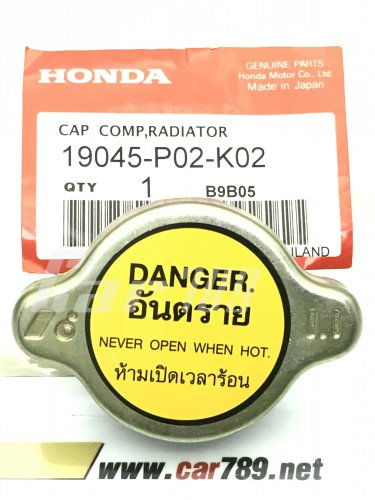 HONDA
GENUINE PARTS
Honda Motor Co., Ltd.
Made in Japan
CAP COMP,RADIATOR
19045-P02-K02
QTY 1 B9B05
AILAND
DANGER.
อันตราย
NEVER OPEN WHEN HOT.
ห้ามเปิดเวลาร้อน
www.car789.net